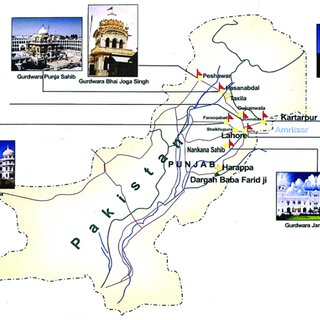 Gurdwara Punja Sahib
Gurdwara Bhai Joga Singh
Peshawar
Hasanabdal
Taxila
Gujranwala
Farooqabad
Kartarpur
Sheikhupura
Amritsar
Lahore
Nankana Sahib
PUNJAB
Harappa
Dargah Baba Farid ji
Pakistan
Gurdwara Jan